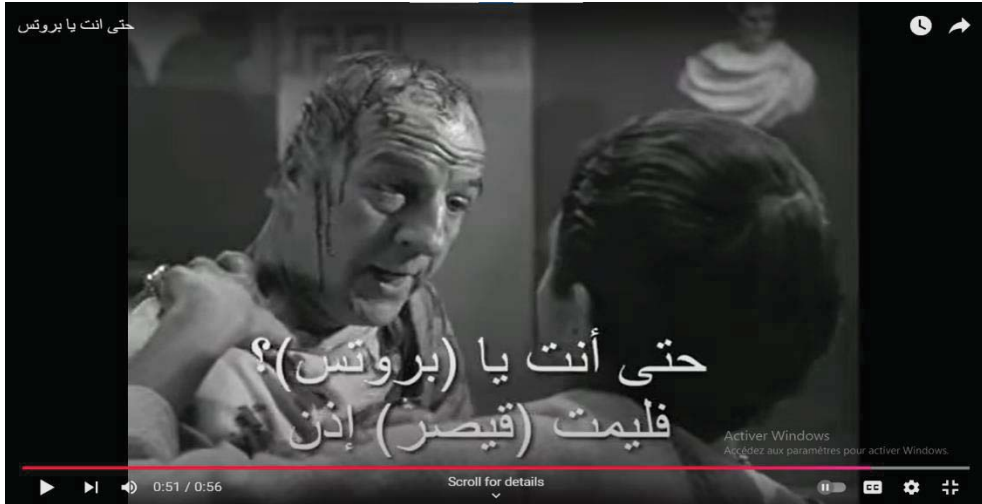 حتى انت يا بروتس
حتى أنت يا (بروتس)؟
فليمت (قيصر) إذن
Activer Windows
Accédez aux paramètres pour activer Windows.
0:51 / 0:56
Scroll for details
CC